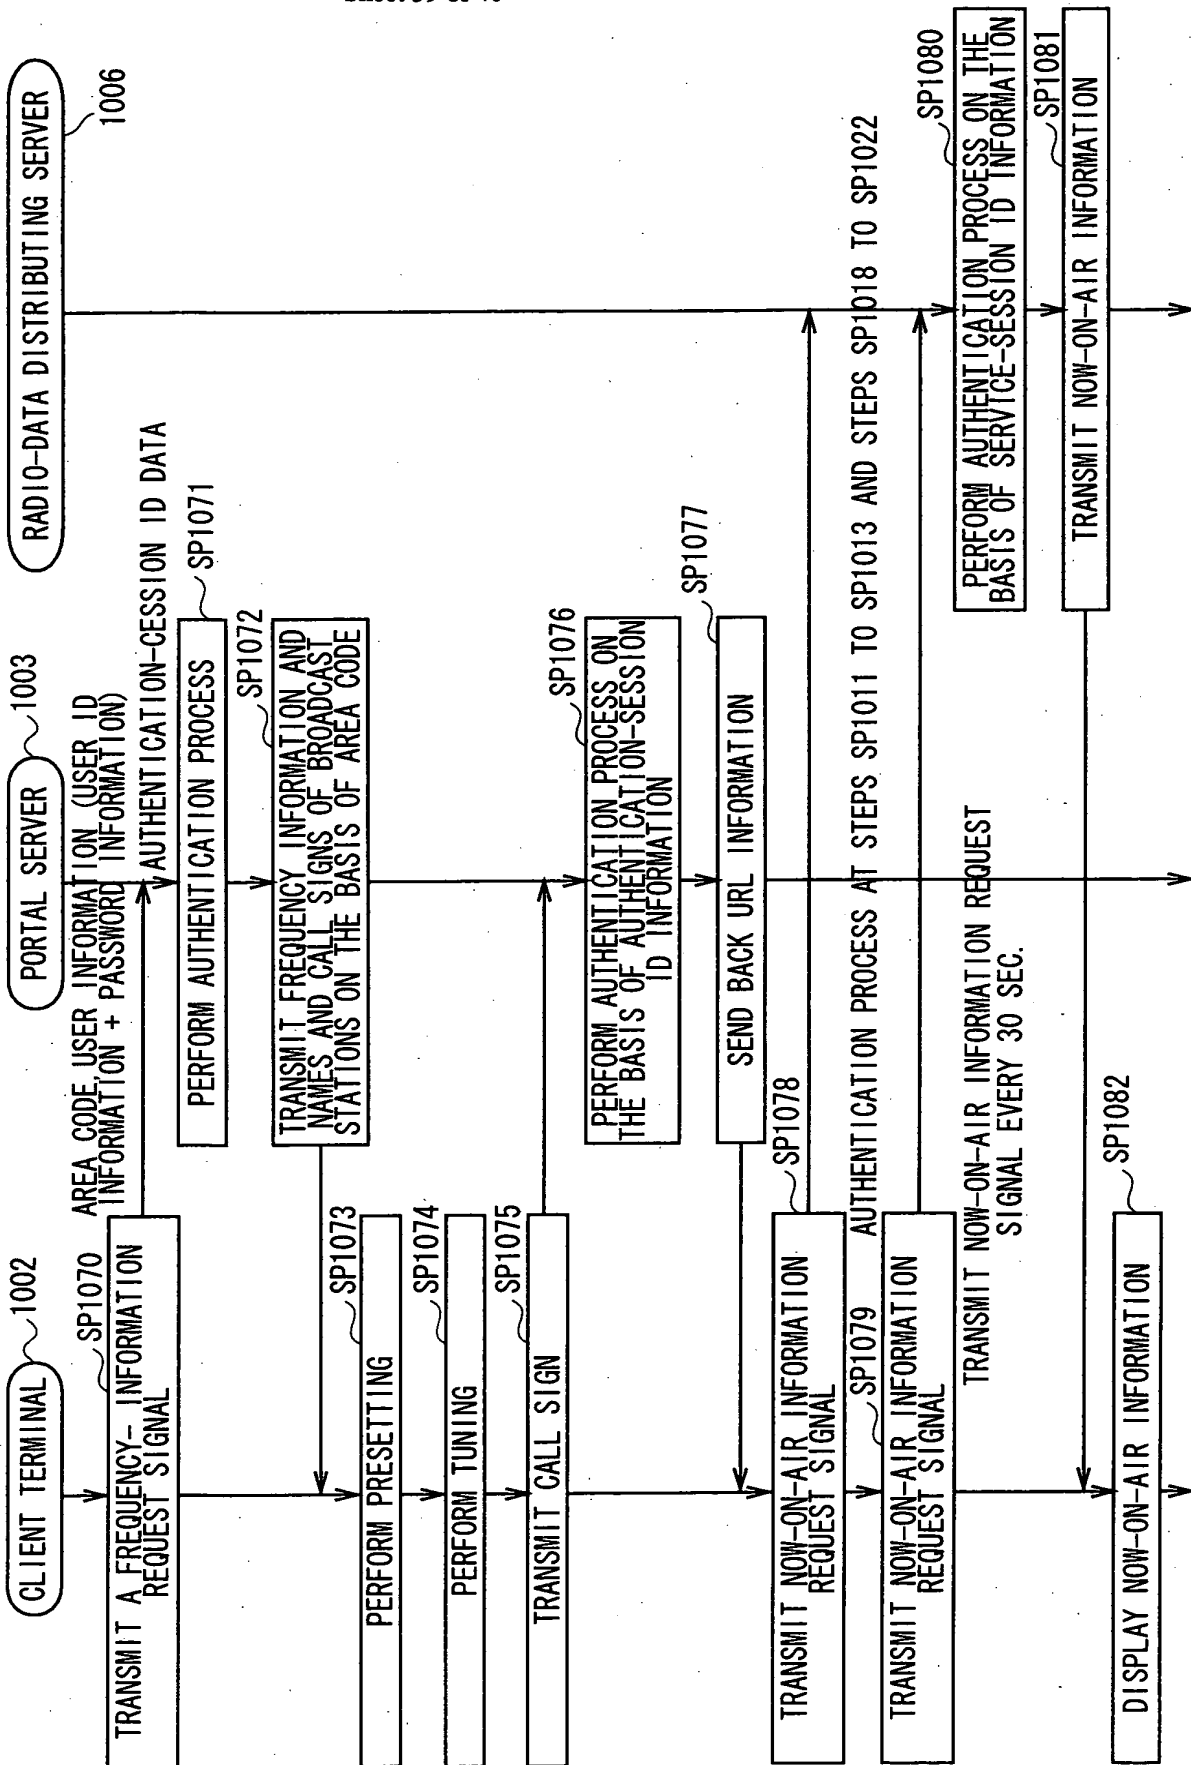 CLIENT TERMINAL
1002
PORTAL SERVER
1003
RADIO-DATA DISTRIBUTING SERVER
1006
SP1070
TRANSMIT A FREQUENCY- INFORMATION
REQUEST SIGNAL
AREA CODE, USER INFORMATION (USER ID
INFORMATION + PASSWORD INFORMATION)
AUTHENTICATION-CESSION ID DATA
SP1071
PERFORM AUTHENTICATION PROCESS
SP1072
TRANSMIT FREQUENCY INFORMATION AND
NAMES AND CALL SIGNS OF BROADCAST
STATIONS ON THE BASIS OF AREA CODE
SP1073
PERFORM PRESETTING
SP1074
PERFORM TUNING
SP1075
TRANSMIT CALL SIGN
SP1076
PERFORM AUTHENTICATION PROCESS ON
THE BASIS OF AUTHENTICATION-SESSION
ID INFORMATION
SP1077
SEND BACK URL INFORMATION
SP1078
TRANSMIT NOW-ON-AIR INFORMATION
REQUEST SIGNAL
AUTHENTICATION PROCESS AT STEPS SP1011 TO SP1013 AND STEPS SP1018 TO SP1022
SP1079
TRANSMIT NOW-ON-AIR INFORMATION
REQUEST SIGNAL
TRANSMIT NOW-ON-AIR INFORMATION REQUEST
SIGNAL EVERY 30 SEC.
SP1080
PERFORM AUTHENTICATION PROCESS ON THE
BASIS OF SERVICE-SESSION ID INFORMATION
SP1081
TRANSMIT NOW-ON-AIR INFORMATION
SP1082
DISPLAY NOW-ON-AIR INFORMATION